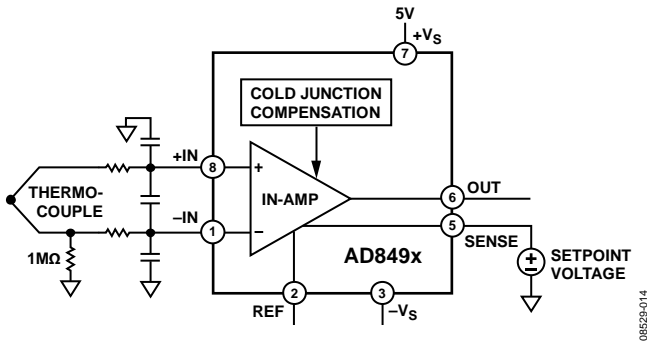 5V
+VS
7
COLD JUNCTION
COMPENSATION
+IN
8
+
THERMO-
COUPLE
IN-AMP
OUT
6
–IN
1
–
5
SENSE
1MΩ
AD849x
+
–
SETPOINT
VOLTAGE
2
3
REF
–VS
08529-014